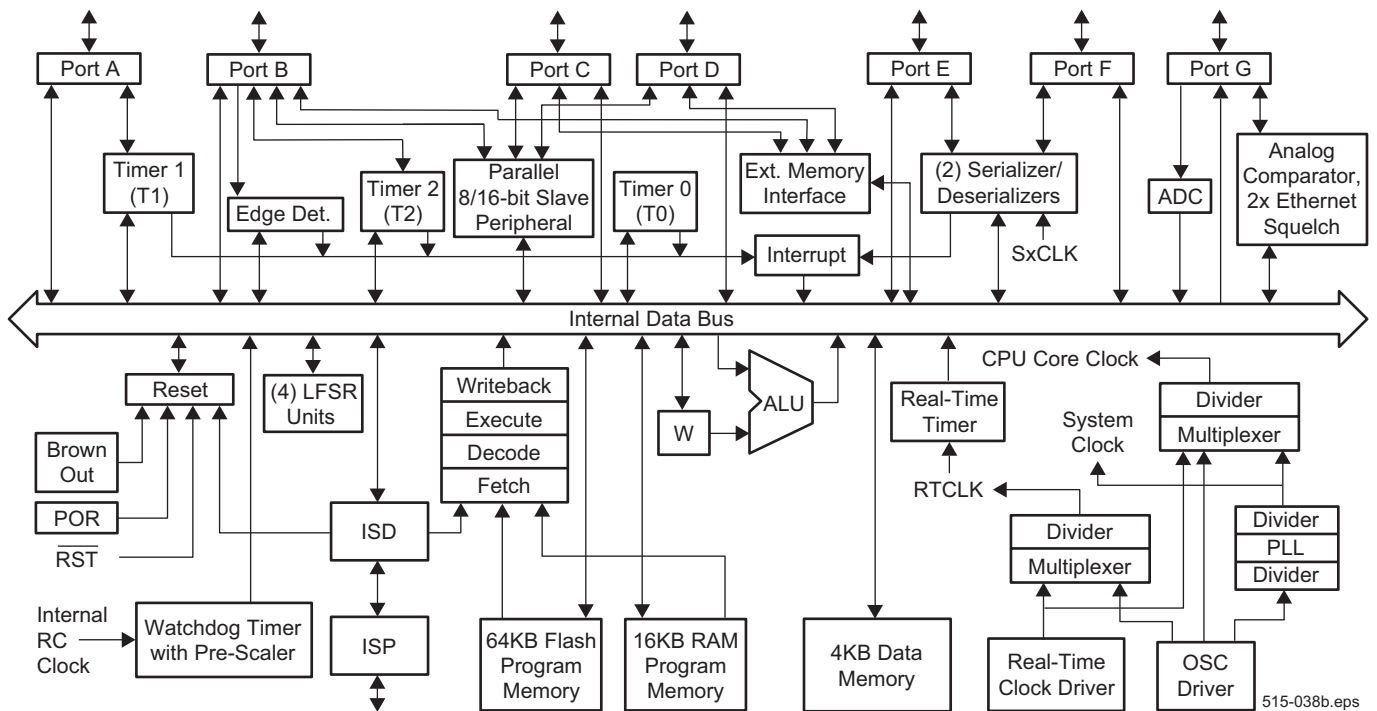 Port A
Port B
Port C
Port D
Port E
Port F
Port G
Timer 1
(T1)
Edge Det.
Timer 2
(T2)
Parallel
8/16-bit Slave
Peripheral
Timer 0
(T0)
Ext. Memory
Interface
Interrupt
(2) Serializer/
Deserializers
SxCLK
ADC
Analog
Comparator,
2x Ethernet
Squelch
Internal Data Bus
Reset
Brown
Out
POR
RST
Internal
RC
Clock
Watchdog Timer
with Pre-Scaler
(4) LFSR
Units
ISD
ISP
Writeback
Execute
Decode
Fetch
64KB Flash
Program
Memory
16KB RAM
Program
Memory
W
ALU
4KB Data
Memory
Real-Time
Timer
RTCLK
CPU Core Clock
System
Clock
Divider
Multiplexer
Divider
Multiplexer
Divider
PLL
Divider
Real-Time
Clock Driver
OSC
Driver
515-038b.eps